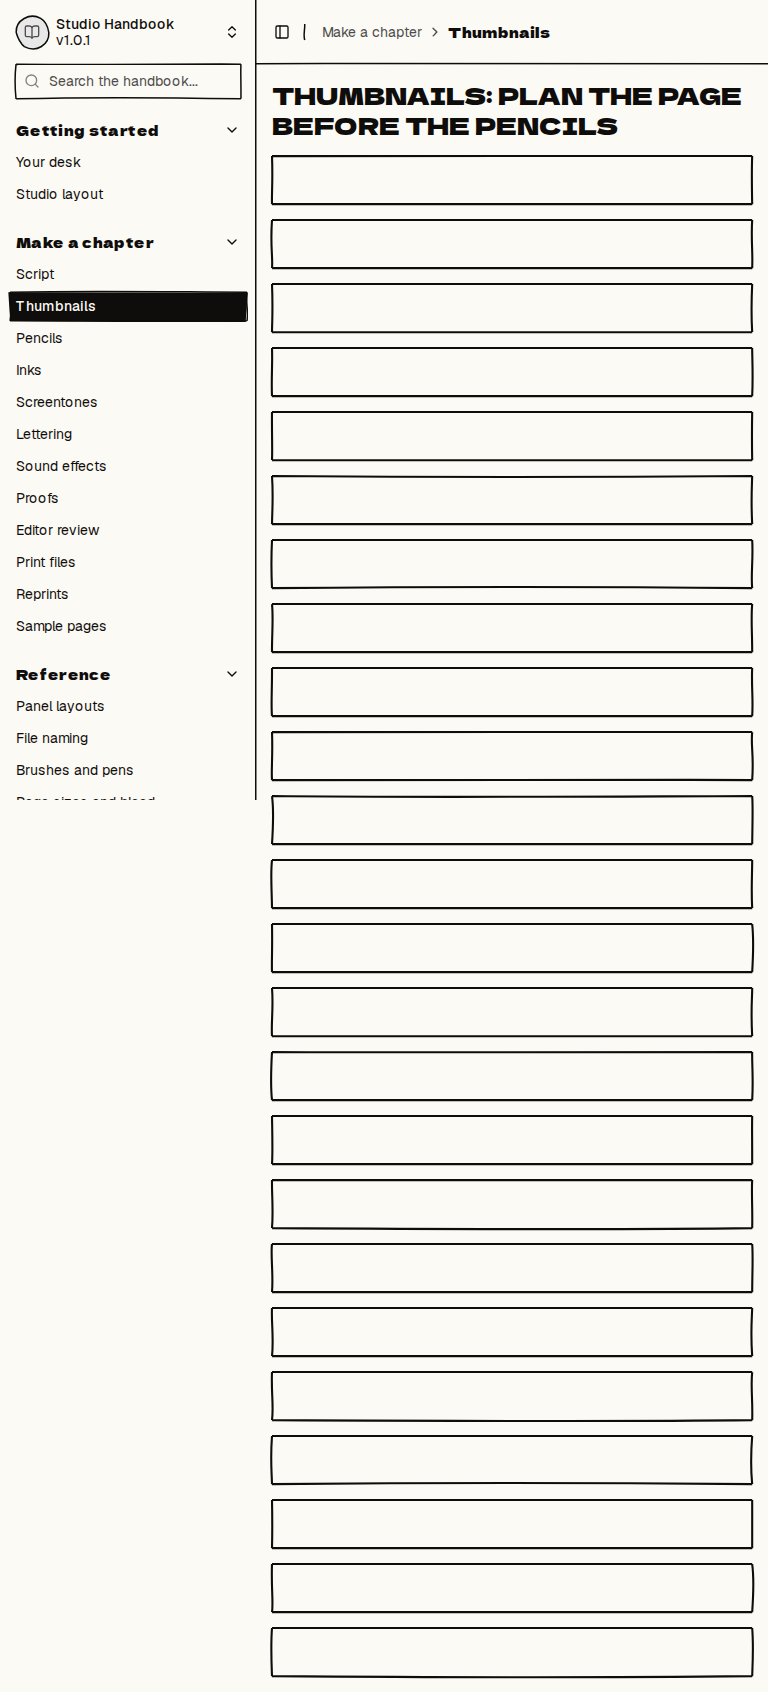 Studio Handbook
v1.0.1
Search the handbook...
Getting started
Your desk
Studio layout
Make a chapter
Script
Thumbnails
Pencils
Inks
Screentones
Lettering
Sound effects
Proofs
Editor review
Print files
Reprints
Sample pages
Reference
Panel layouts
File naming
Brushes and pens
Make a chapter > Thumbnails
THUMBNAILS: PLAN THE PAGE
BEFORE THE PENCILS